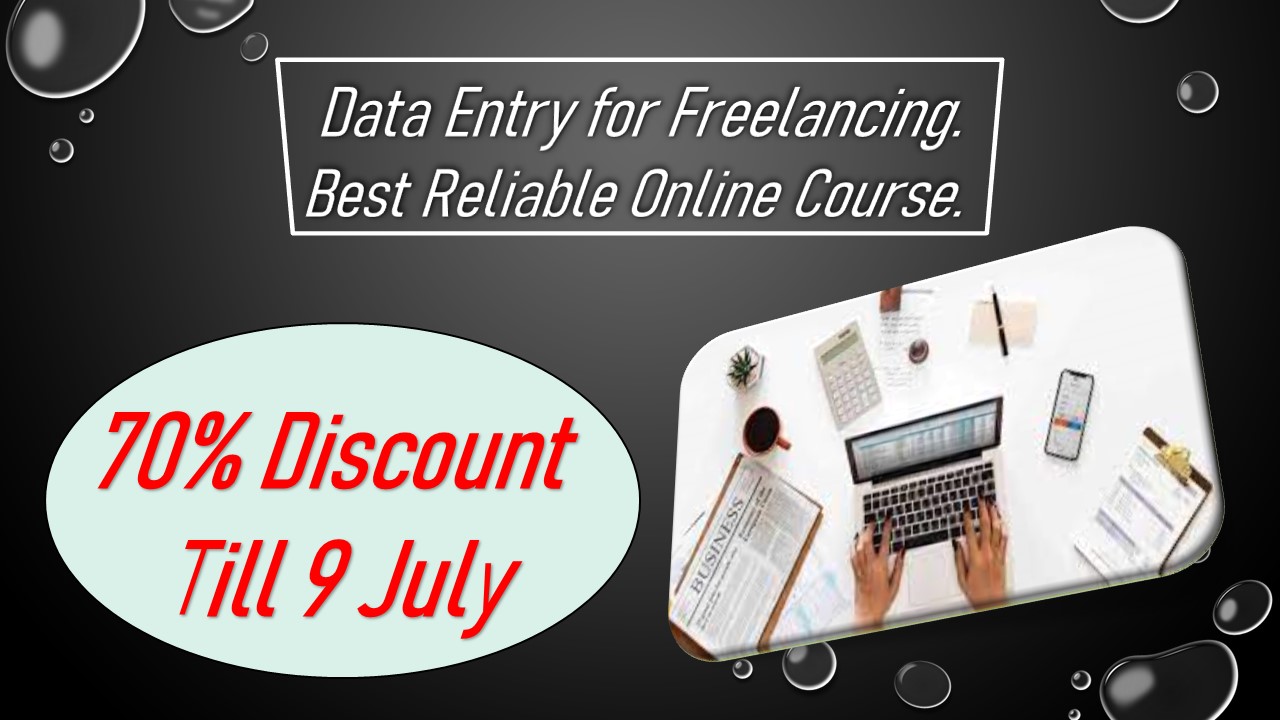 Data Entry for Freelancing.
Best Reliable Online Course.
70% Discount
Till 9 July
BUSINESS